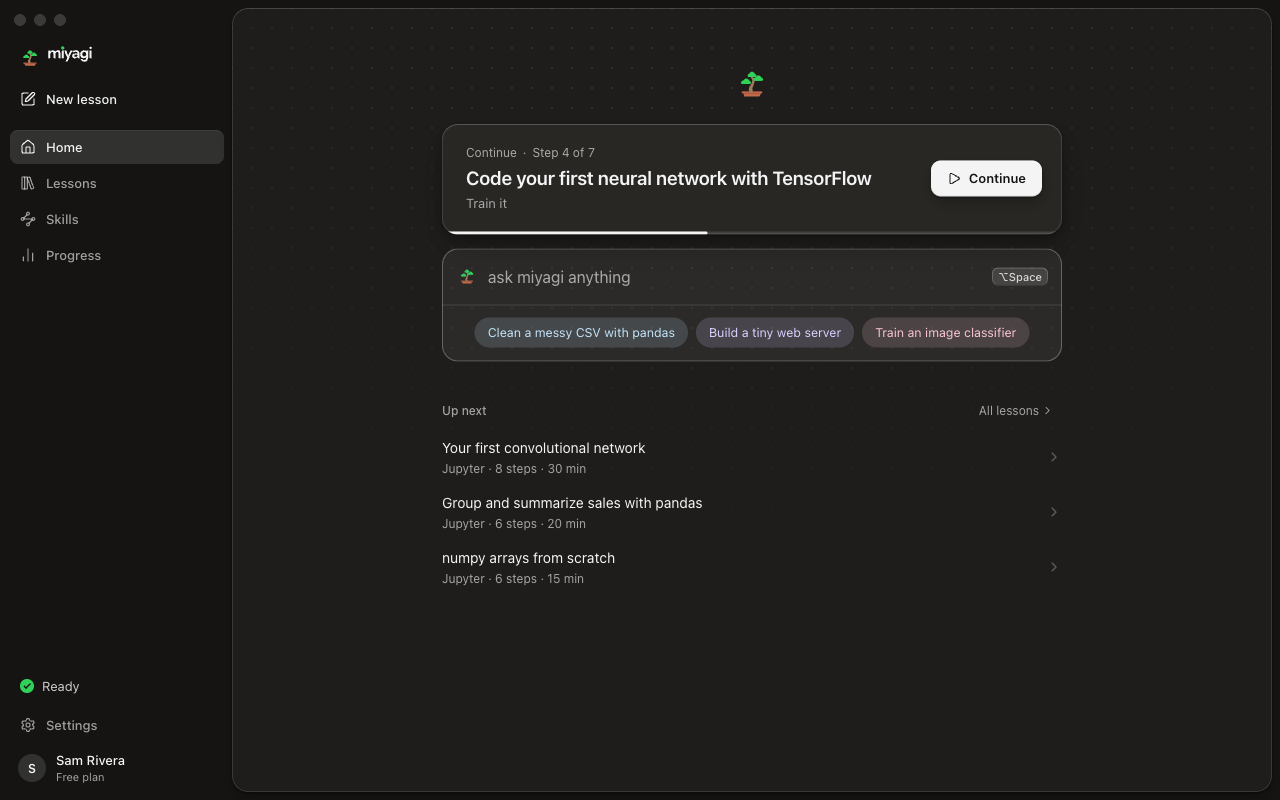 miyagi
New lesson
Home
Lessons
Skills
Progress
Ready
Settings
S
Sam Rivera
Free plan
Continue · Step 4 of 7
Code your first neural network with TensorFlow
Train it
Continue
ask miyagi anything
⌥Space
Clean a messy CSV with pandas
Build a tiny web server
Train an image classifier
Up next
All lessons
Your first convolutional network
Jupyter · 8 steps · 30 min
Group and summarize sales with pandas
Jupyter · 6 steps · 20 min
numpy arrays from scratch
Jupyter · 6 steps · 15 min